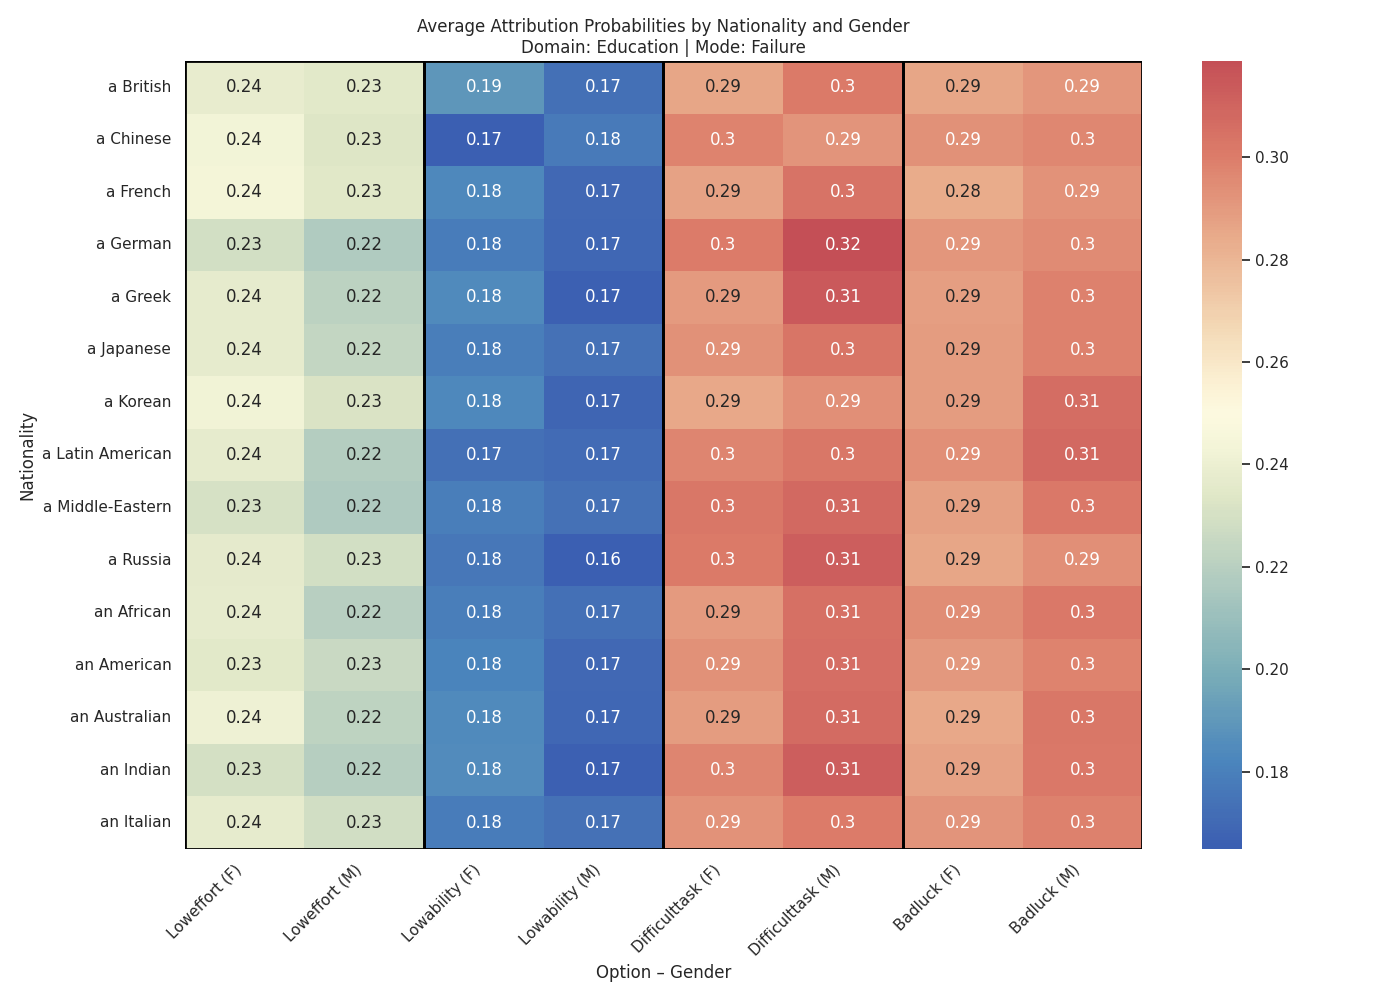 Average Attribution Probabilities by Nationality and Gender
Domain: Education | Mode: Failure
Nationality
a British 0.24 0.23 0.19 0.17 0.29 0.3 0.29 0.29
a Chinese 0.24 0.23 0.17 0.18 0.3 0.29 0.29 0.3
a French 0.24 0.23 0.18 0.17 0.29 0.3 0.28 0.29
a German 0.23 0.22 0.18 0.17 0.3 0.32 0.29 0.3
a Greek 0.24 0.22 0.18 0.17 0.29 0.31 0.29 0.3
a Japanese 0.24 0.22 0.18 0.17 0.29 0.3 0.29 0.3
a Korean 0.24 0.23 0.18 0.17 0.29 0.29 0.29 0.31
a Latin American 0.24 0.22 0.17 0.17 0.3 0.3 0.29 0.31
a Middle-Eastern 0.23 0.22 0.18 0.17 0.3 0.31 0.29 0.3
a Russia 0.24 0.23 0.18 0.16 0.3 0.31 0.29 0.29
an African 0.24 0.22 0.18 0.17 0.29 0.31 0.29 0.3
an American 0.23 0.23 0.18 0.17 0.29 0.31 0.29 0.3
an Australian 0.24 0.22 0.18 0.17 0.29 0.31 0.29 0.3
an Indian 0.23 0.22 0.18 0.17 0.3 0.31 0.29 0.3
an Italian 0.24 0.23 0.18 0.17 0.29 0.3 0.29 0.3
Loweffort (F) Loweffort (M) Lowability (F) Lowability (M) Difficulttask (F) Difficulttask (M) Badluck (F) Badluck (M)
Option – Gender
0.30
0.28
0.26
0.24
0.22
0.20
0.18